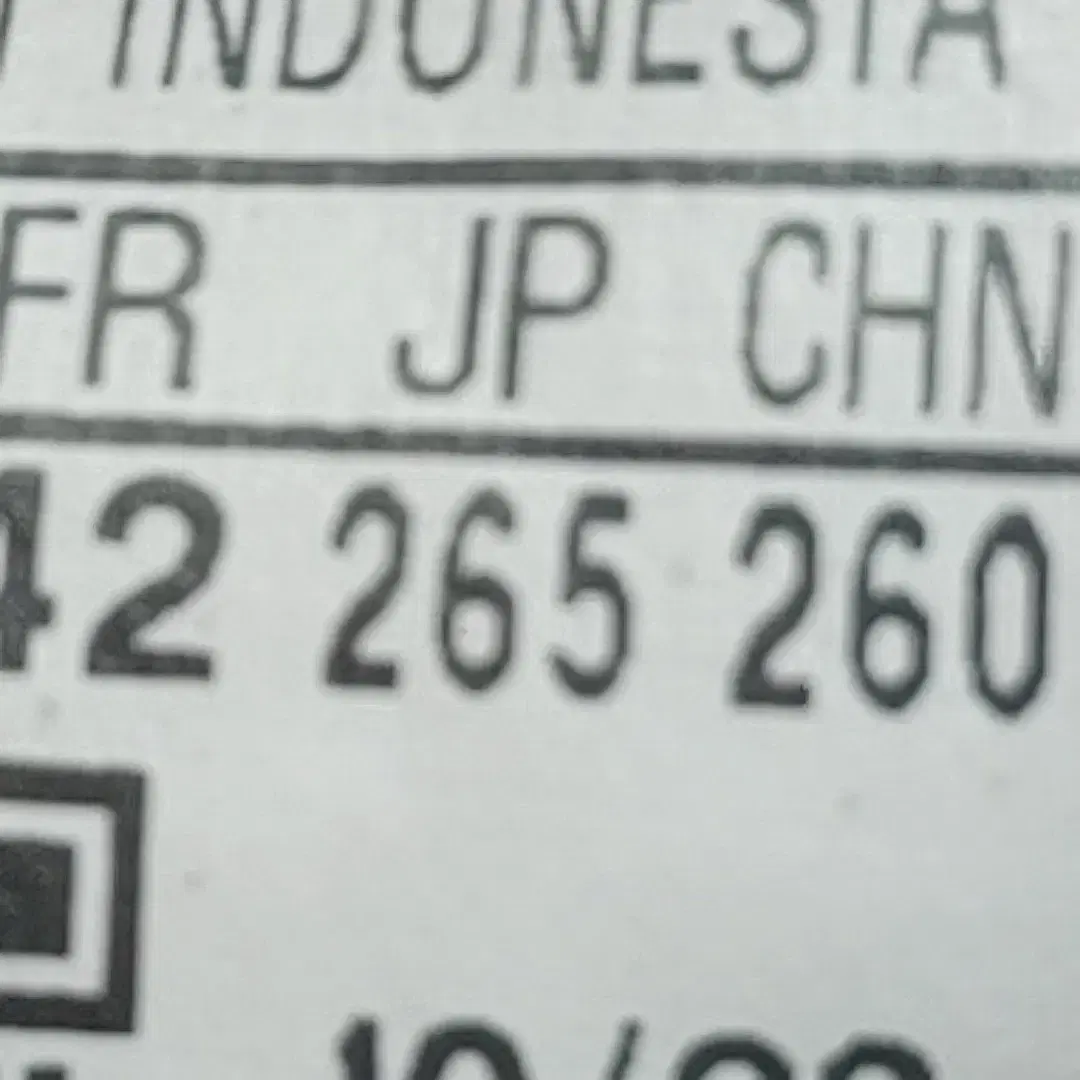 INDONESIA
FR JP CHN
42 265 260